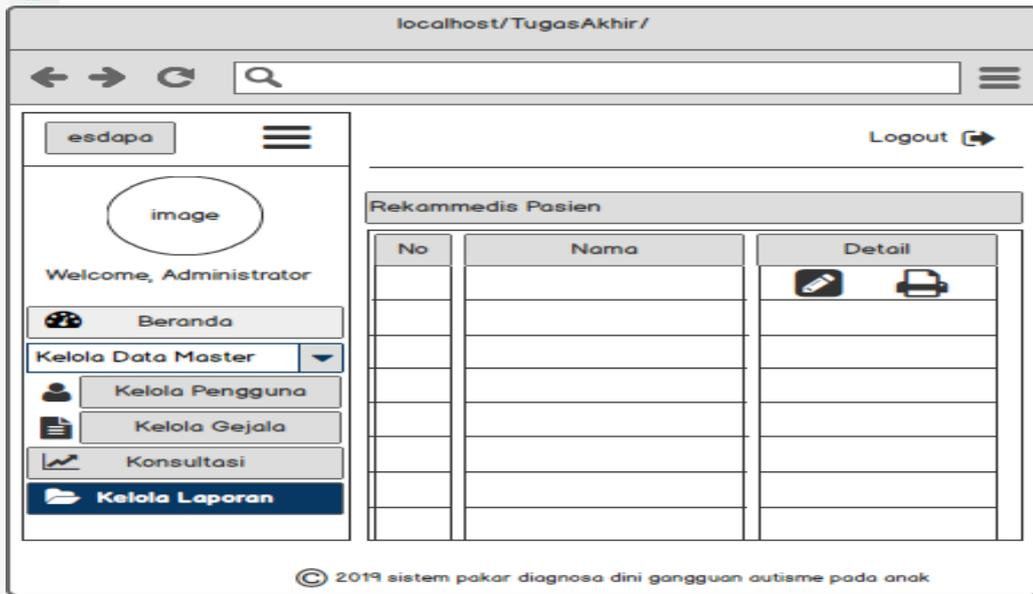 localhost/TugasAkhir/
esdapa
Logout
image
Welcome, Administrator
Rekammedis Pasien
No Nama Detail
Beranda
Kelola Data Master
Kelola Pengguna
Kelola Gejala
Konsultasi
Kelola Laporan
© 2019 sistem pakar diagnosa dini gangguan autisme pada anak